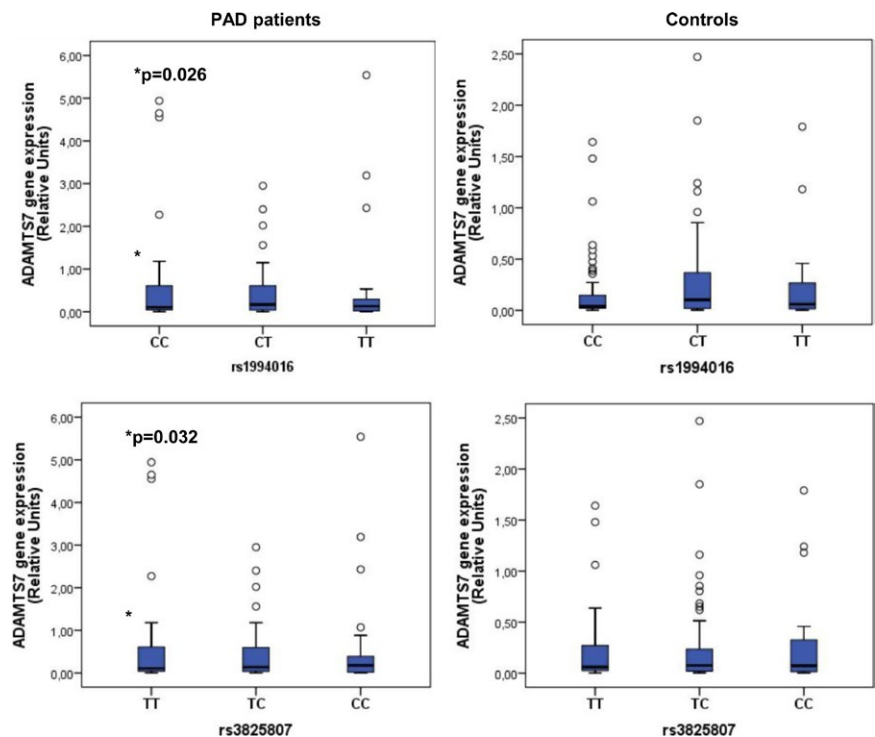 PAD patients
Controls
ADAMTS7 gene expression
(Relative Units)
6,00
5,00
4,00
3,00
2,00
1,00
0,00
*p=0.026
*
CC
CT
TT
rs1994016
ADAMTS7 gene expression
(Relative Units)
2,50
2,00
1,50
1,00
0,50
0,00
CC
CT
TT
rs1994016
ADAMTS7 gene expression
(Relative Units)
6,00
5,00
4,00
3,00
2,00
1,00
0,00
*p=0.032
*
TT
TC
CC
rs3825807
ADAMTS7 gene expression
(Relative Units)
2,50
2,00
1,50
1,00
0,50
0,00
TT
TC
CC
rs3825807